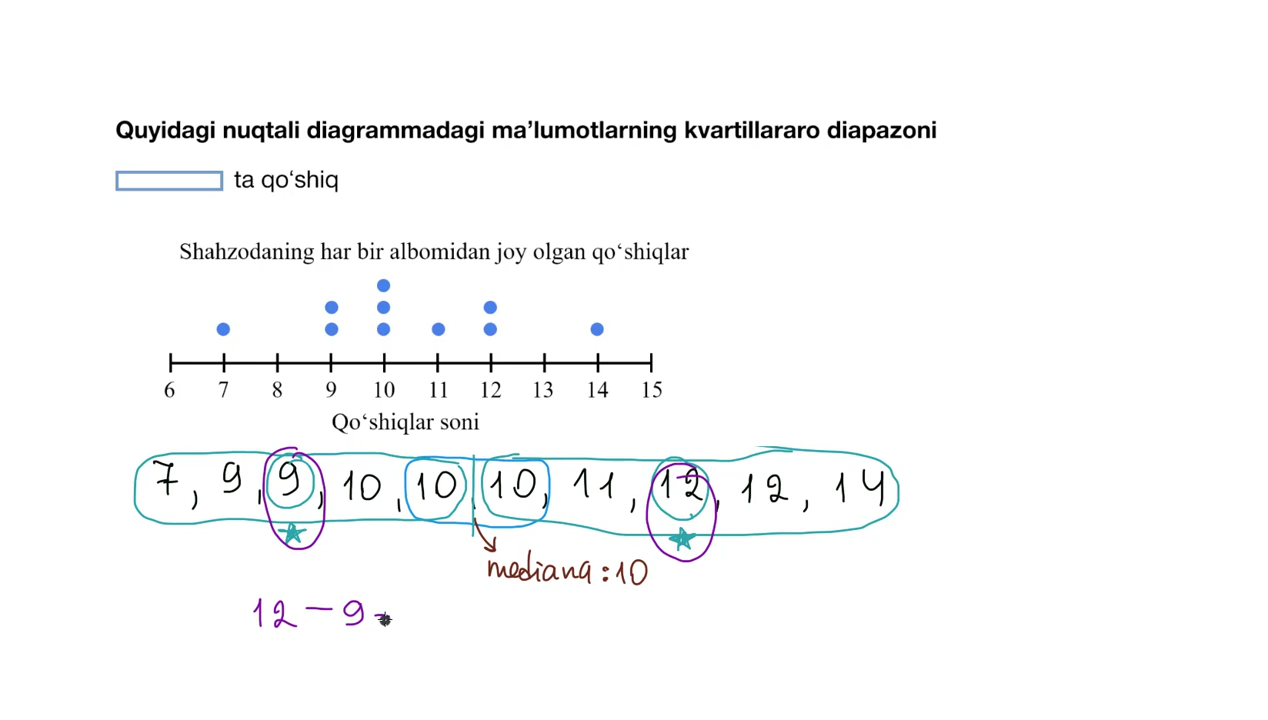 Quyidagi nuqtali diagrammadagi ma’lumotlarning kvartillararo diapazoni
ta qo‘shiq
Shahzodaning har bir albomidan joy olgan qo‘shiqlar
6 7 8 9 10 11 12 13 14 15
Qo‘shiqlar soni
7, 9, 9, 10, 10, 10, 11, 12, 12, 14
mediana: 10
12 - 9